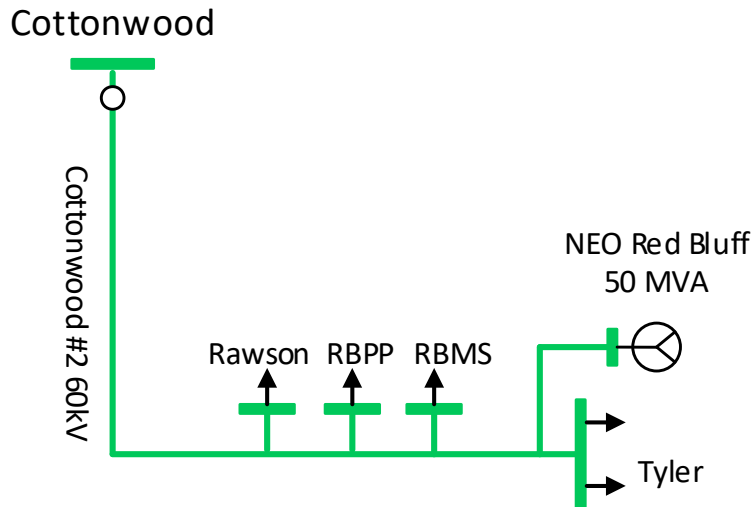 Cottonwood
Cottonwood #2 60kV
NEO Red Bluff
50 MVA
Rawson RBPP RBMS
Tyler